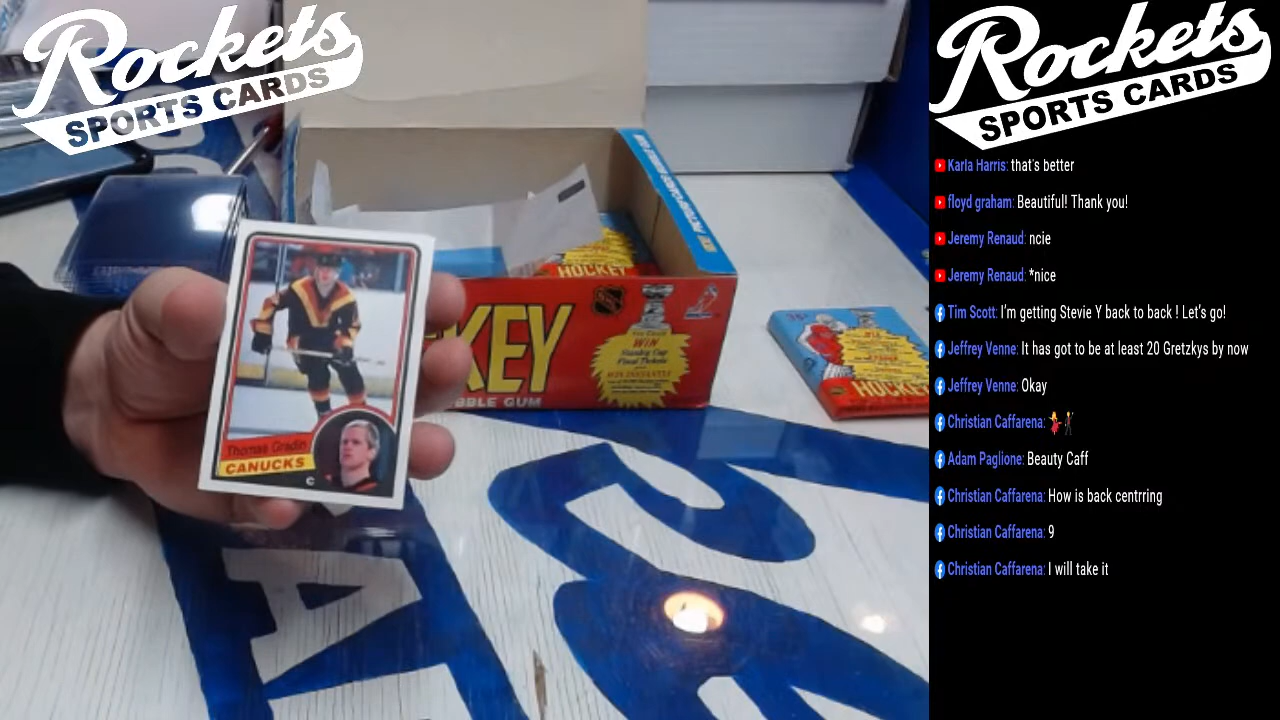 Rockets
SPORTS CARDS
Rockets
SPORTS CARDS
Karla Harris: that's better
floyd graham: Beautiful! Thank you!
Jeremy Renaud: ncie
Jeremy Renaud: *nice
Tim Scott: I'm getting Stevie Y back to back ! Let's go!
Jeffrey Venne: It has got to be at least 20 Gretzkys by now
Jeffrey Venne: Okay
Christian Caffarena: 💃🕺
Adam Paglione: Beauty Caff
Christian Caffarena: How is back centrring
Christian Caffarena: 9
Christian Caffarena: I will take it
HOCKEY
KEY
BBLE GUM
WIN
Stanley Cup
Final Tickets
WIN INSTANTLY
HOCKEY
Thomas Gradin
CANUCKS
C